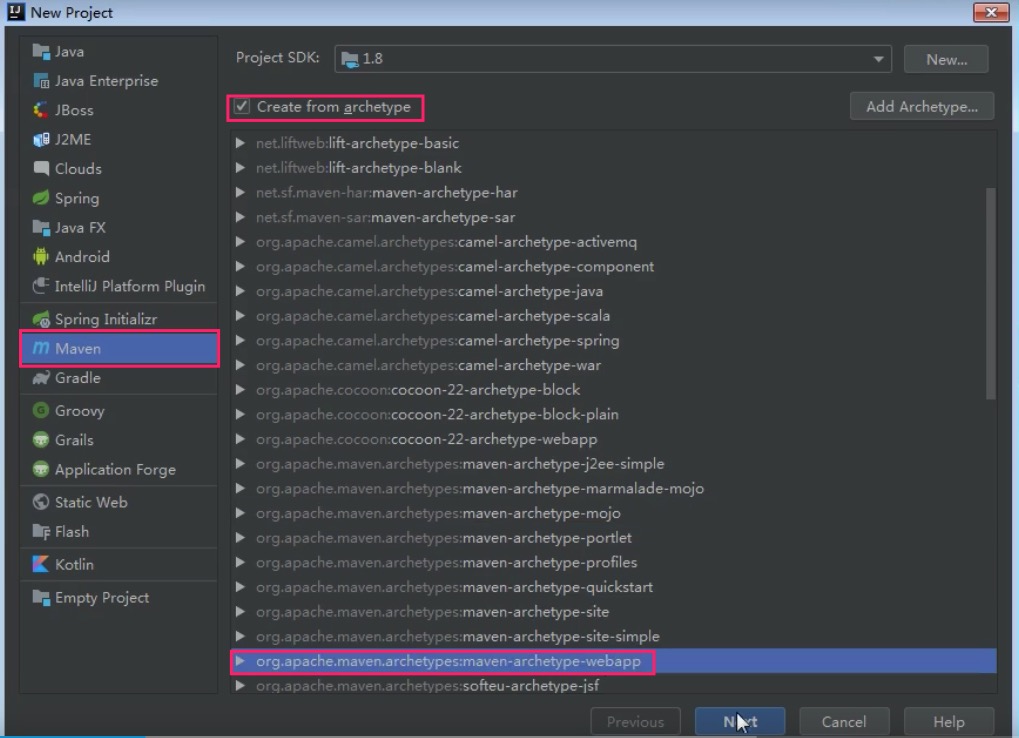 New Project
Java
Java Enterprise
JBoss
J2ME
Clouds
Spring
Java FX
Android
IntelliJ Platform Plugin
Spring Initializr
Maven
Gradle
Groovy
Grails
Application Forge
Static Web
Flash
Kotlin
Empty Project
Project SDK: 1.8 New...
Create from archetype Add Archetype...
net.liftweb:lift-archetype-basic
net.liftweb:lift-archetype-blank
net.sf.maven-har:maven-archetype-har
net.sf.maven-sar:maven-archetype-sar
org.apache.camel.archetypes:camel-archetype-activemq
org.apache.camel.archetypes:camel-archetype-component
org.apache.camel.archetypes:camel-archetype-java
org.apache.camel.archetypes:camel-archetype-scala
org.apache.camel.archetypes:camel-archetype-spring
org.apache.camel.archetypes:camel-archetype-war
org.apache.cocoon:cocoon-22-archetype-block
org.apache.cocoon:cocoon-22-archetype-block-plain
org.apache.cocoon:cocoon-22-archetype-webapp
org.apache.maven.archetypes:maven-archetype-j2ee-simple
org.apache.maven.archetypes:maven-archetype-marmalade-mojo
org.apache.maven.archetypes:maven-archetype-mojo
org.apache.maven.archetypes:maven-archetype-portlet
org.apache.maven.archetypes:maven-archetype-profiles
org.apache.maven.archetypes:maven-archetype-quickstart
org.apache.maven.archetypes:maven-archetype-site
org.apache.maven.archetypes:maven-archetype-site-simple
org.apache.maven.archetypes:maven-archetype-webapp
org.apache.maven.archetypes:softeu-archetype-jsf
Previous Next Cancel Help